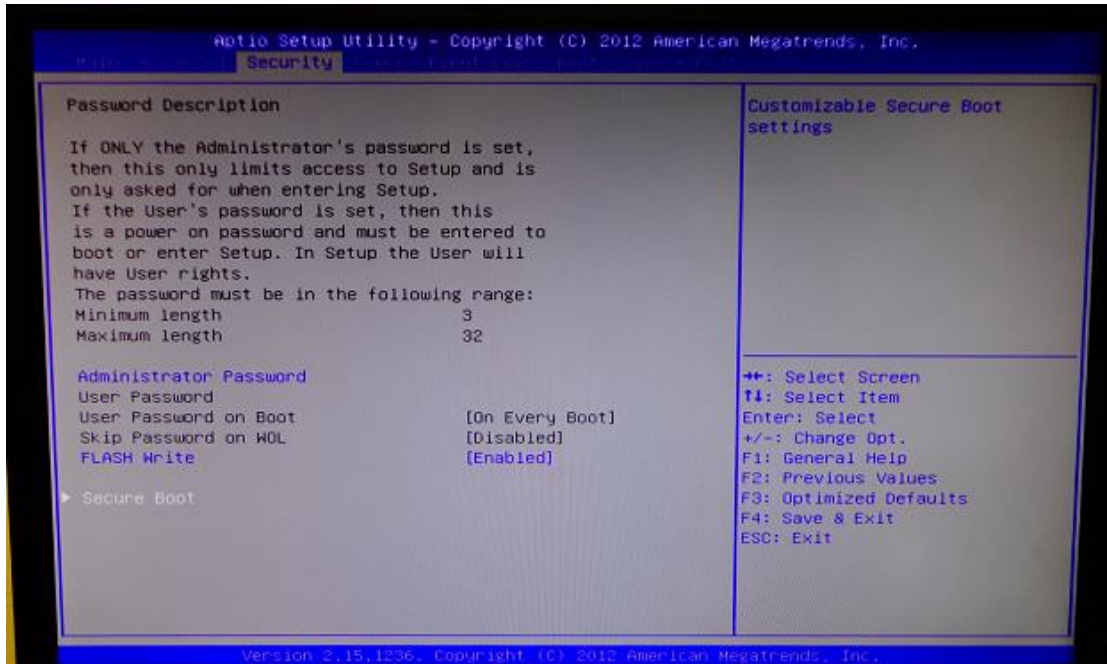 Aptio Setup Utility - Copyright (C) 2012 American Megatrends, Inc.
Main Security
Password Description
If ONLY the Administrator's password is set,
then this only limits access to Setup and is
only asked for when entering Setup.
If the User's password is set, then this
is a power on password and must be entered to
boot or enter Setup. In Setup the User will
have User rights.
The password must be in the following range:
Minimum length 3
Maximum length 32
Administrator Password
User Password
User Password on Boot [On Every Boot]
Skip Password on WOL [Disabled]
FLASH Write [Enabled]
► Secure Boot
Customizable Secure Boot
settings
→←: Select Screen
↑↓: Select Item
Enter: Select
+/-: Change Opt.
F1: General Help
F2: Previous Values
F3: Optimized Defaults
F4: Save & Exit
ESC: Exit
Version 2.15.1236. Copyright (C) 2012 American Megatrends, Inc.